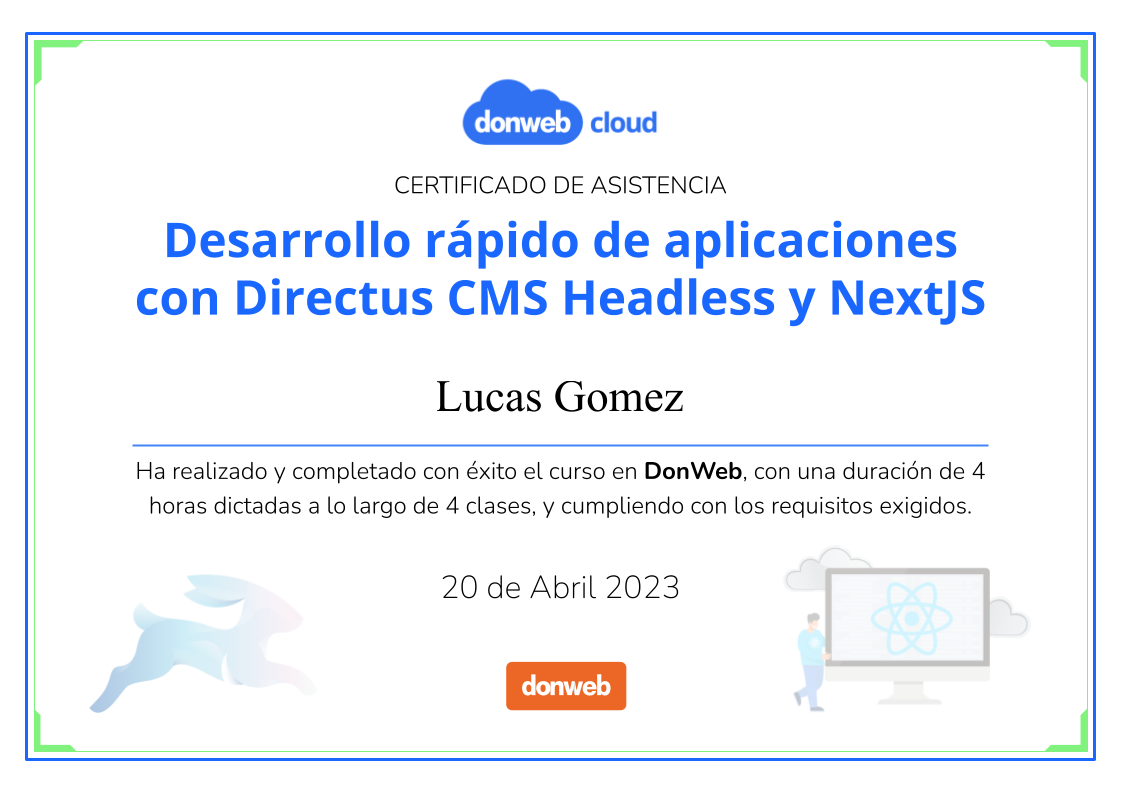 donweb cloud
CERTIFICADO DE ASISTENCIA
Desarrollo rápido de aplicaciones
con Directus CMS Headless y NextJS
Lucas Gomez
Ha realizado y completado con éxito el curso en DonWeb, con una duración de 4
horas dictadas a lo largo de 4 clases, y cumpliendo con los requisitos exigidos.
20 de Abril 2023
donweb